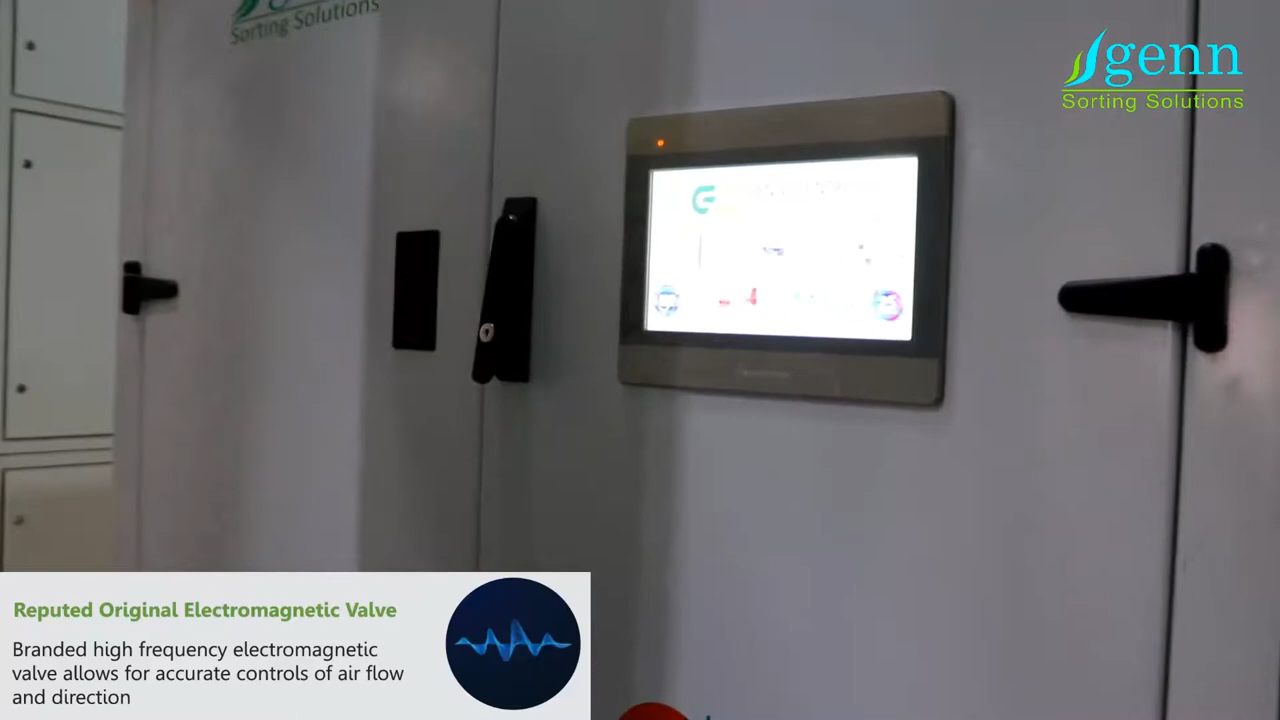 Sorting Solutions
genn
Sorting Solutions
Reputed Original Electromagnetic Valve
Branded high frequency electromagnetic
valve allows for accurate controls of air flow
and direction